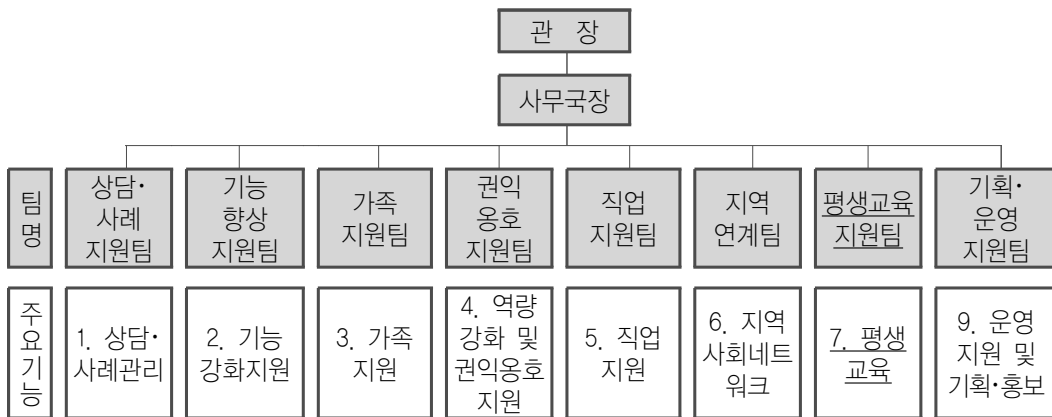 관 장
사무국장
팀
명
상담·
사례
지원팀
기능
향상
지원팀
가족
지원팀
권익
옹호
지원팀
직업
지원팀
지역
연계팀
평생교육
지원팀
기획·
운영
지원팀
주
요
기
능
1. 상담·
사례관리
2. 기능
강화지원
3. 가족
지원
4. 역량
강화 및
권익옹호
지원
5. 직업
지원
6. 지역
사회네트
워크
7. 평생
교육
9. 운영
지원 및
기획·홍보